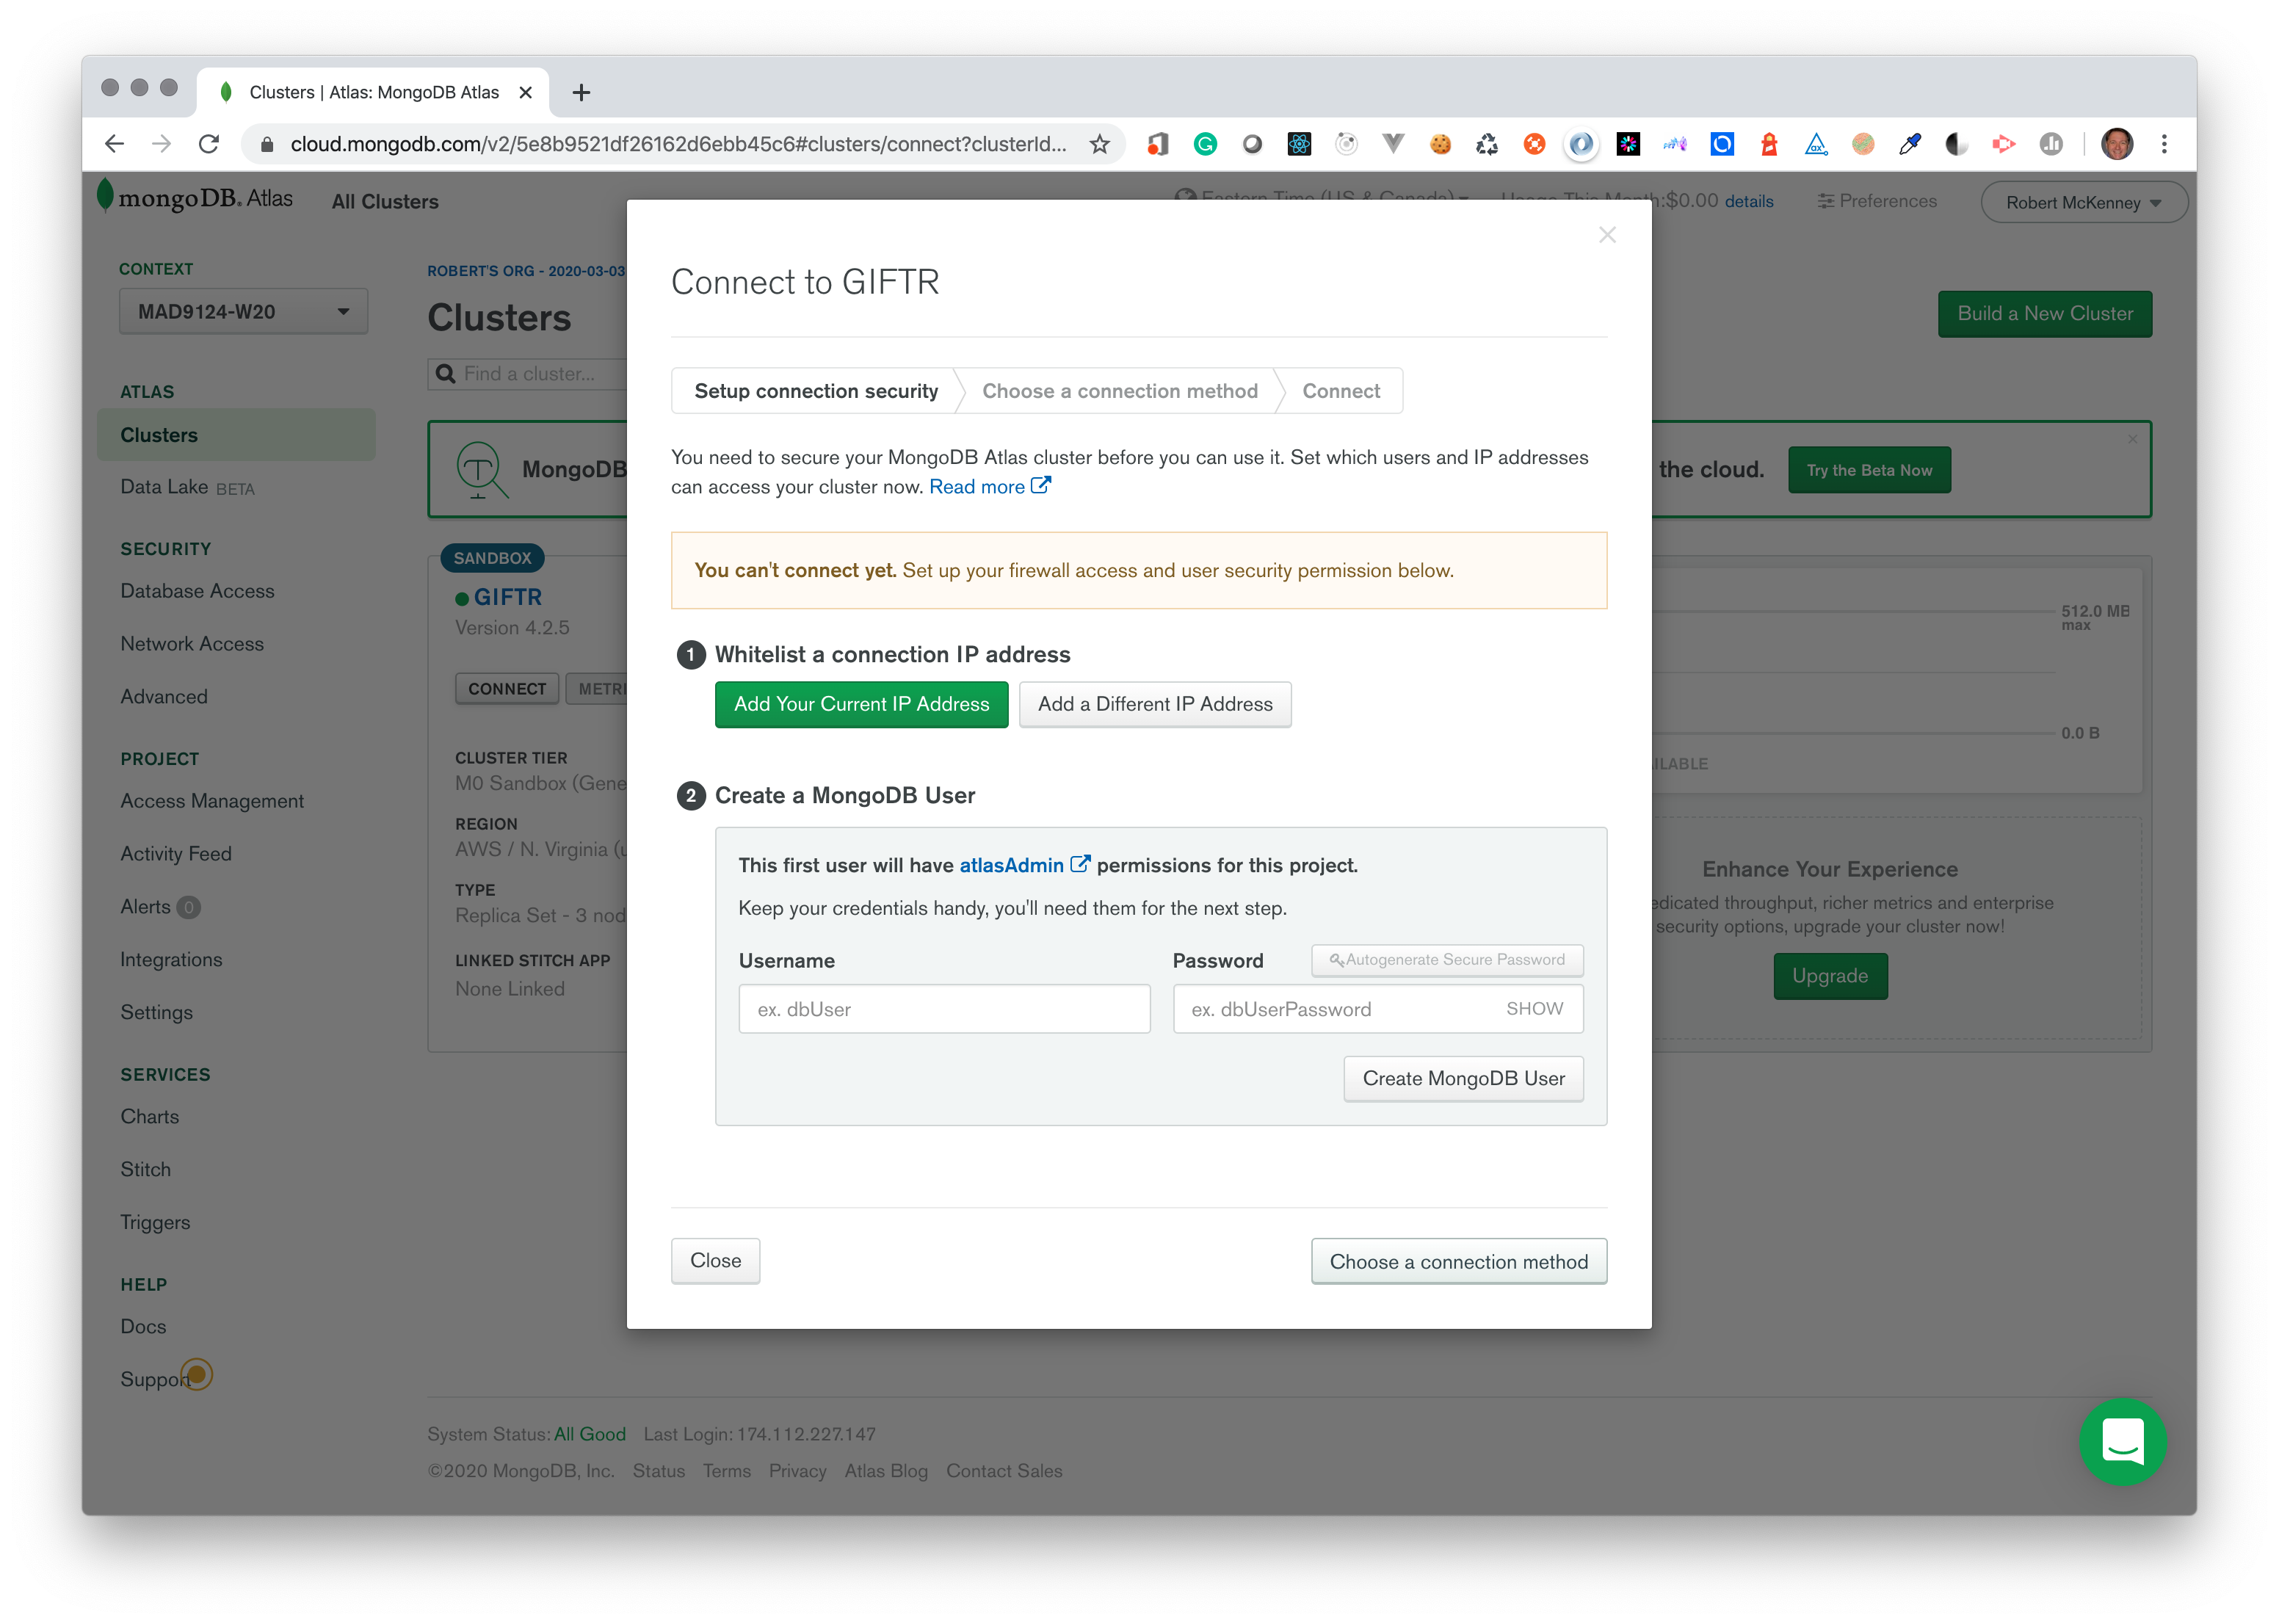 Clusters | Atlas: MongoDB Atlas
cloud.mongodb.com/v2/5e8b9521df26162d6ebb45c6#clusters/connect?clusterId...
mongoDB. Atlas
All Clusters
Eastern Time (US & Canada)
Usage This Month:$0.00 details
Preferences
Robert McKenney
CONTEXT
MAD9124-W20
ATLAS
Clusters
Data Lake BETA
SECURITY
Database Access
Network Access
Advanced
PROJECT
Access Management
Activity Feed
Alerts 0
Integrations
Settings
SERVICES
Charts
Stitch
Triggers
HELP
Docs
Support
ROBERT'S ORG - 2020-03-03
Clusters
Build a New Cluster
Find a cluster...
MongoDB
the cloud.
Try the Beta Now
SANDBOX
GIFTR
Version 4.2.5
CONNECT
METRI
CLUSTER TIER
M0 Sandbox (Gene
REGION
AWS / N. Virginia (u
TYPE
Replica Set - 3 nod
LINKED STITCH APP
None Linked
Connect to GIFTR
Setup connection security
Choose a connection method
Connect
You need to secure your MongoDB Atlas cluster before you can use it. Set which users and IP addresses
can access your cluster now. Read more
You can't connect yet. Set up your firewall access and user security permission below.
1 Whitelist a connection IP address
Add Your Current IP Address
Add a Different IP Address
2 Create a MongoDB User
This first user will have atlasAdmin permissions for this project.
Keep your credentials handy, you'll need them for the next step.
Username
Password
Autogenerate Secure Password
ex. dbUser
ex. dbUserPassword
SHOW
Create MongoDB User
Close
Choose a connection method
512.0 MB
max
0.0 B
ILABLE
Enhance Your Experience
edicated throughput, richer metrics and enterprise
security options, upgrade your cluster now!
Upgrade
System Status: All Good Last Login: 174.112.227.147
©2020 MongoDB, Inc. Status Terms Privacy Atlas Blog Contact Sales